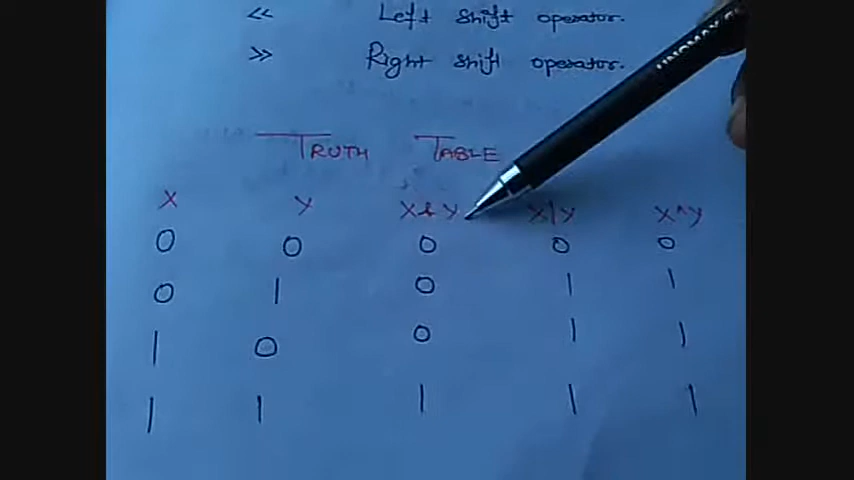 << Left shift operator.
>> Right shift operator.
TRUTH TABLE
X Y X & Y X | Y X ^ Y
0 0 0 0 0
0 1 0 1 1
1 0 0 1 1
1 1 1 1 1